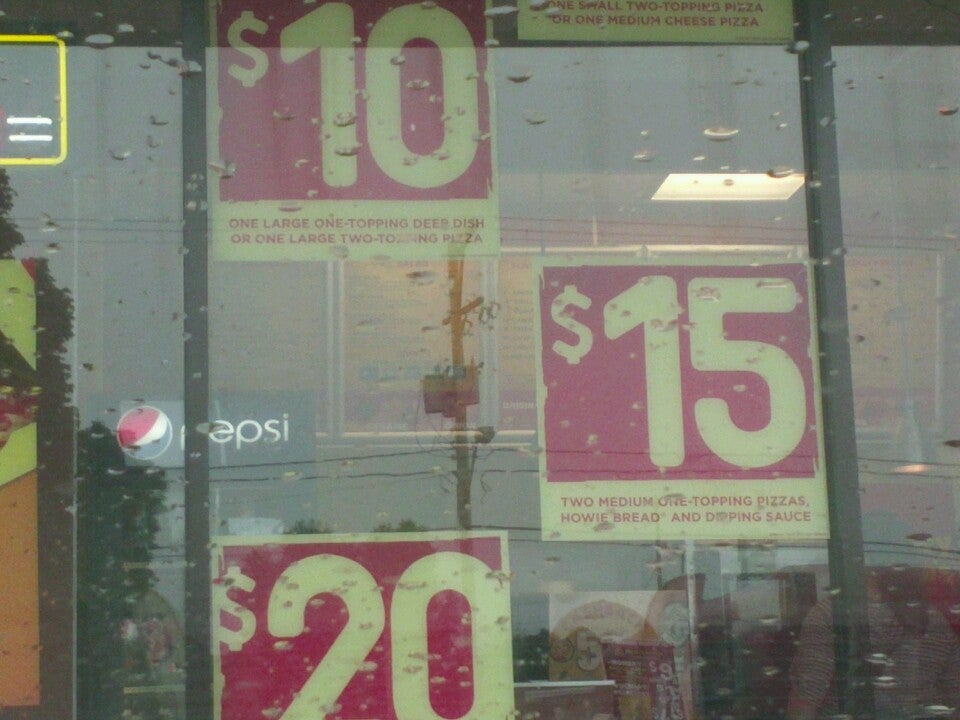 ONE SMALL TWO-TOPPING PIZZA
OR ONE MEDIUM CHEESE PIZZA
$10
ONE LARGE ONE-TOPPING DEEP DISH
OR ONE LARGE TWO-TOPPING PIZZA
$15
TWO MEDIUM ONE-TOPPING PIZZAS,
HOWIE BREAD® AND DIPPING SAUCE
pepsi
$20